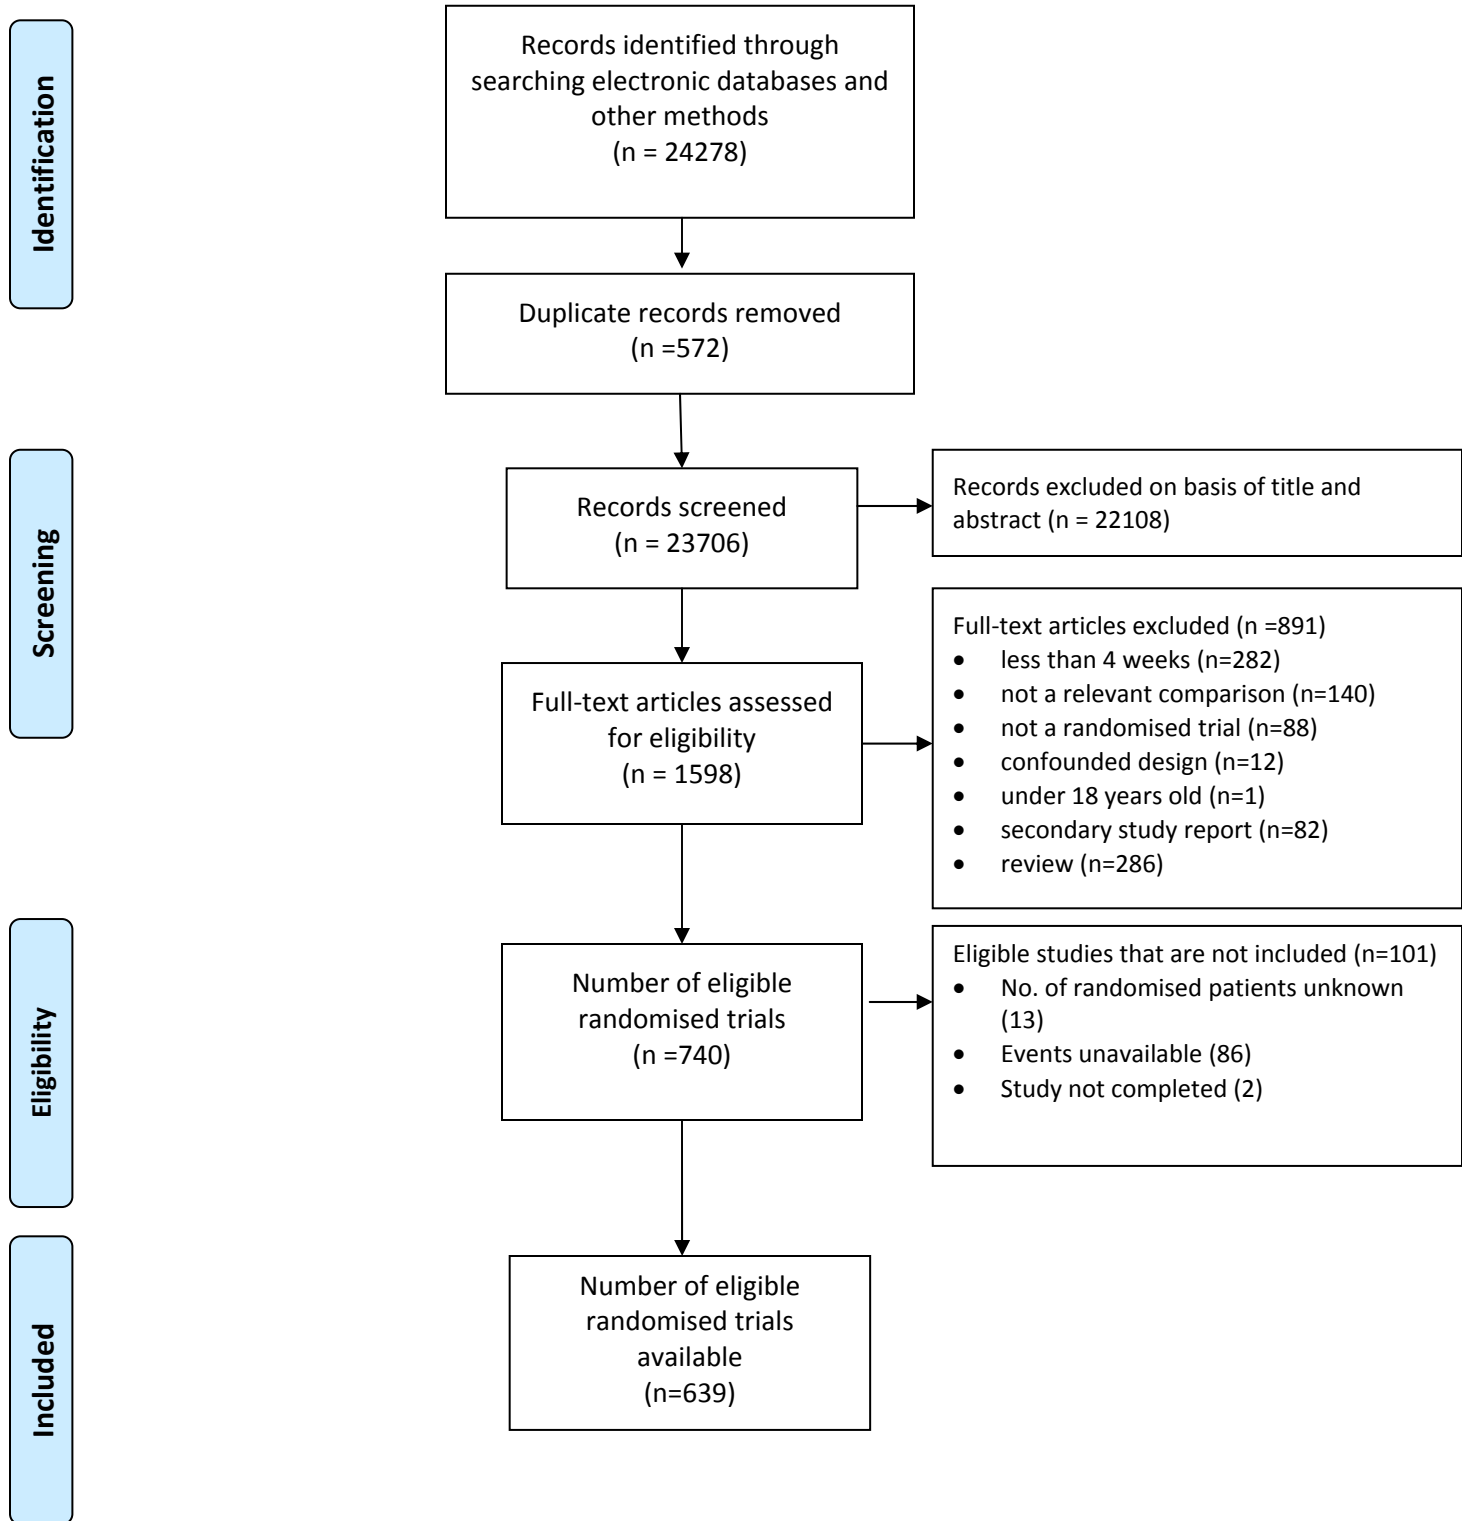 Identification
Records identified through
searching electronic databases and
other methods
(n = 24278)
Duplicate records removed
(n =572)
Screening
Records screened
(n = 23706)
Records excluded on basis of title and
abstract (n = 22108)
Full-text articles assessed
for eligibility
(n = 1598)
Full-text articles excluded (n =891)
• less than 4 weeks (n=282)
• not a relevant comparison (n=140)
• not a randomised trial (n=88)
• confounded design (n=12)
• under 18 years old (n=1)
• secondary study report (n=82)
• review (n=286)
Eligibility
Number of eligible
randomised trials
(n =740)
Eligible studies that are not included (n=101)
• No. of randomised patients unknown
(13)
• Events unavailable (86)
• Study not completed (2)
Included
Number of eligible
randomised trials
available
(n=639)